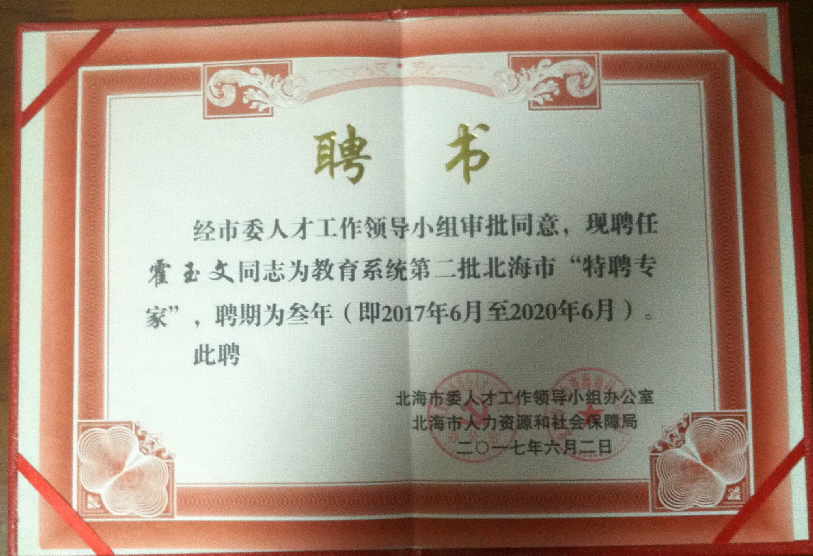 聘 书
经市委人才工作领导小组审批同意，现聘任
霍玉文同志为教育系统第二批北海市“特聘专
家”，聘期为叁年（即2017年6月至2020年6月）。
此聘
北海市委人才工作领导小组办公室
北海市人力资源和社会保障局
二〇一七年六月二日